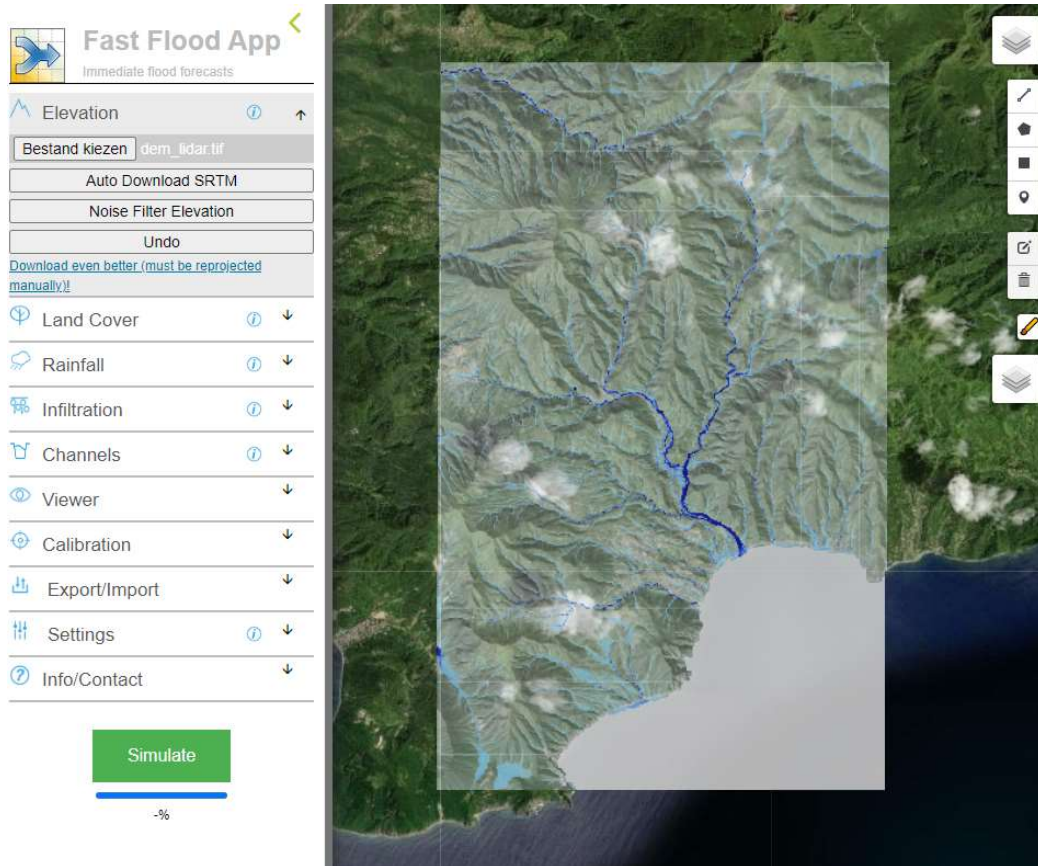 Fast Flood App
Immediate flood forecasts
Elevation
Bestand kiezen dem_lidar.tif
Auto Download SRTM
Noise Filter Elevation
Undo
Download even better (must be reprojected
manually)!
Land Cover
Rainfall
Infiltration
Channels
Viewer
Calibration
Export/Import
Settings
Info/Contact
Simulate
-%